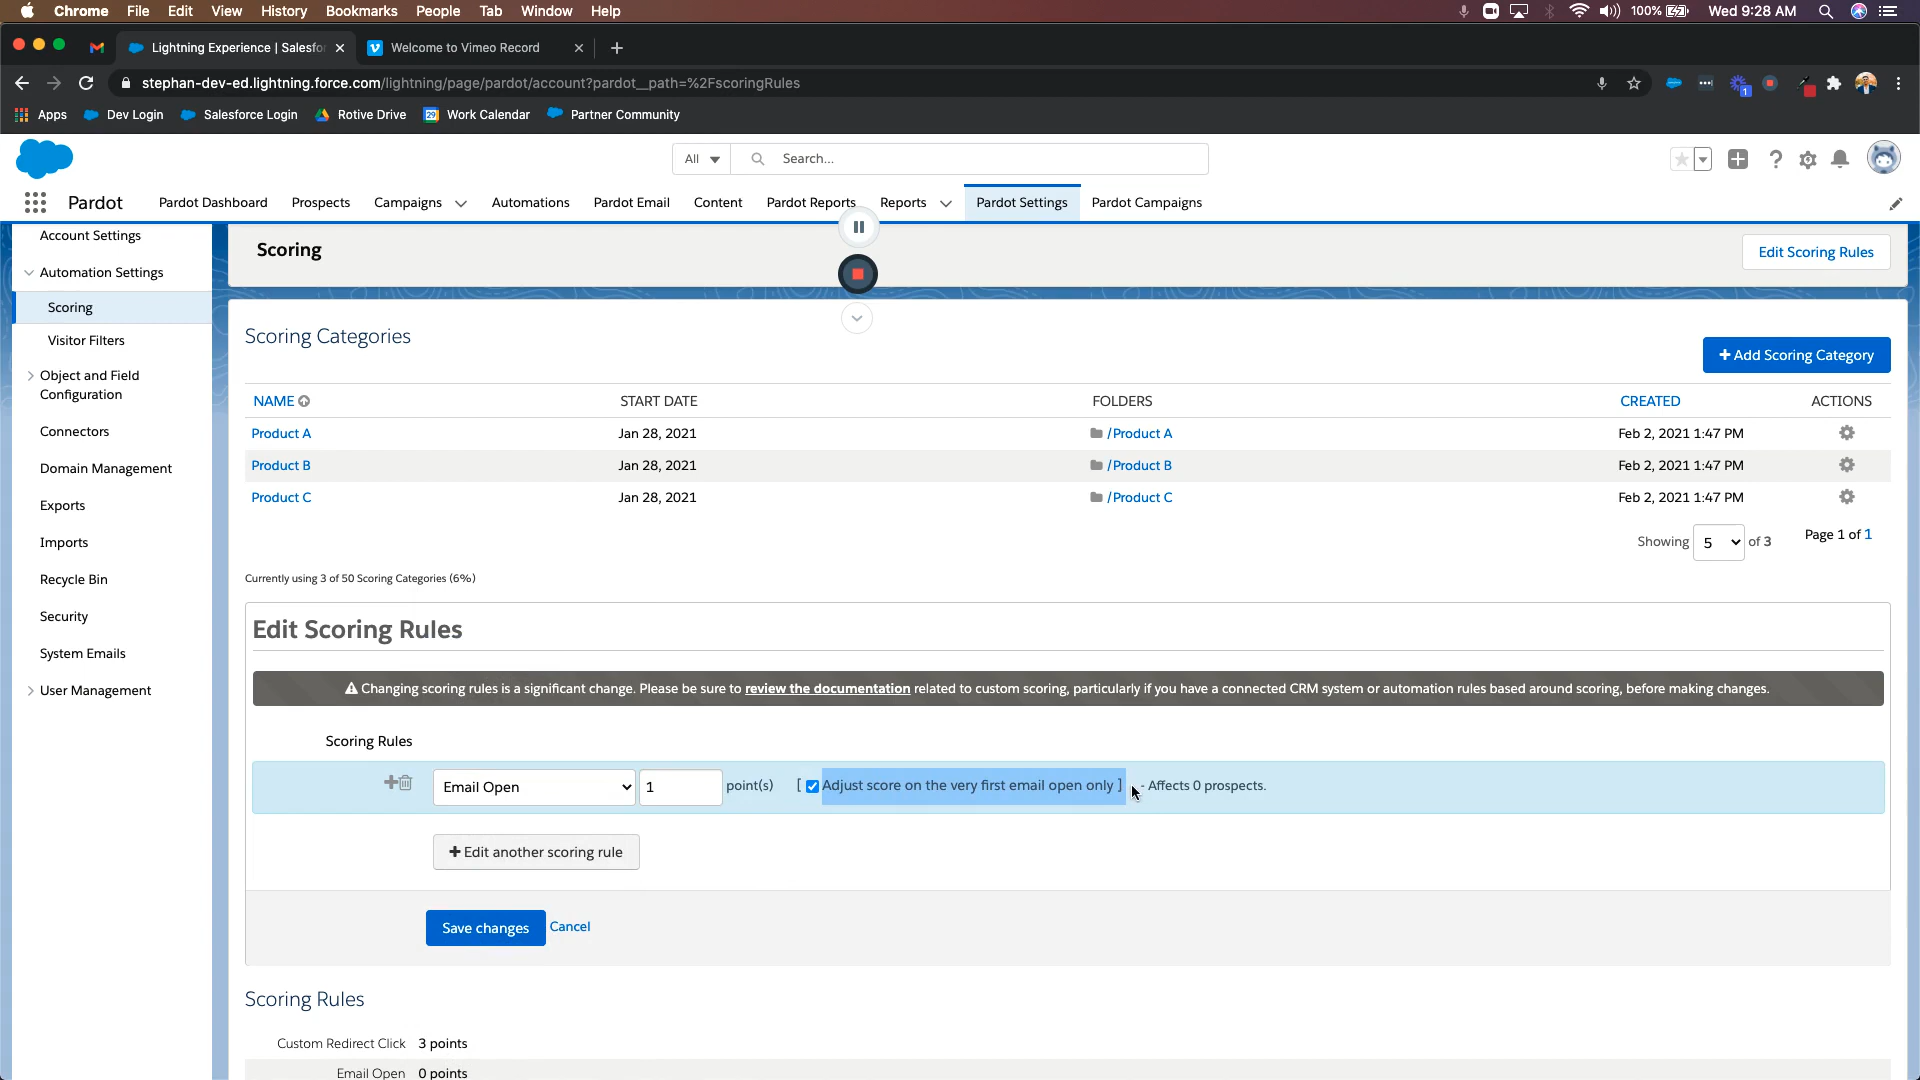 Chrome File Edit View History Bookmarks People Tab Window Help
100% Wed 9:28 AM
Lightning Experience | Salesfo
Welcome to Vimeo Record
stephan-dev-ed.lightning.force.com/lightning/page/pardot/account?pardot__path=%2FscoringRules
1
Apps Dev Login Salesforce Login Rotive Drive 29 Work Calendar Partner Community
All Search...
Pardot Pardot Dashboard Prospects Campaigns Automations Pardot Email Content Pardot Reports Reports Pardot Settings Pardot Campaigns
Account Settings
Automation Settings
Scoring
Visitor Filters
Object and Field
Configuration
Connectors
Domain Management
Exports
Imports
Recycle Bin
Security
System Emails
User Management
Scoring
Edit Scoring Rules
Scoring Categories
+ Add Scoring Category
NAME START DATE FOLDERS CREATED ACTIONS
Product A Jan 28, 2021 /Product A Feb 2, 2021 1:47 PM
Product B Jan 28, 2021 /Product B Feb 2, 2021 1:47 PM
Product C Jan 28, 2021 /Product C Feb 2, 2021 1:47 PM
Showing 5 of 3 Page 1 of 1
Currently using 3 of 50 Scoring Categories (6%)
Edit Scoring Rules
Changing scoring rules is a significant change. Please be sure to review the documentation related to custom scoring, particularly if you have a connected CRM system or automation rules based around scoring, before making changes.
Scoring Rules
Email Open 1 point(s) [ Adjust score on the very first email open only ] - Affects 0 prospects.
+ Edit another scoring rule
Save changes Cancel
Scoring Rules
Custom Redirect Click 3 points
Email Open 0 points